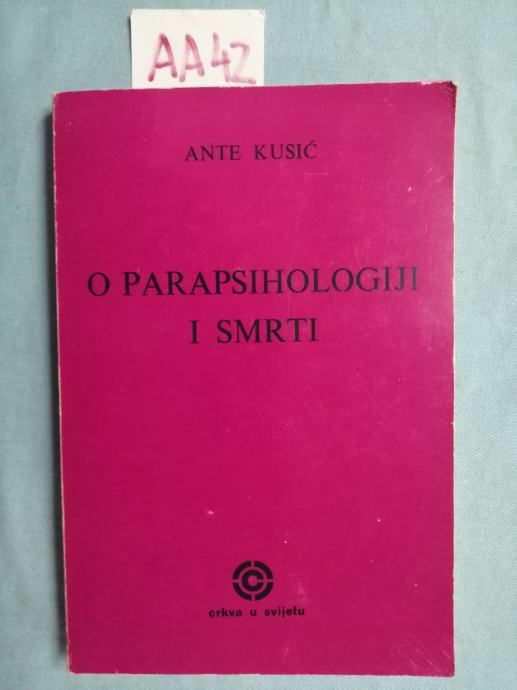 AA42
ANTE KUSIĆ
O PARAPSIHOLOGIJI
I SMRTI
crkva u svijetu